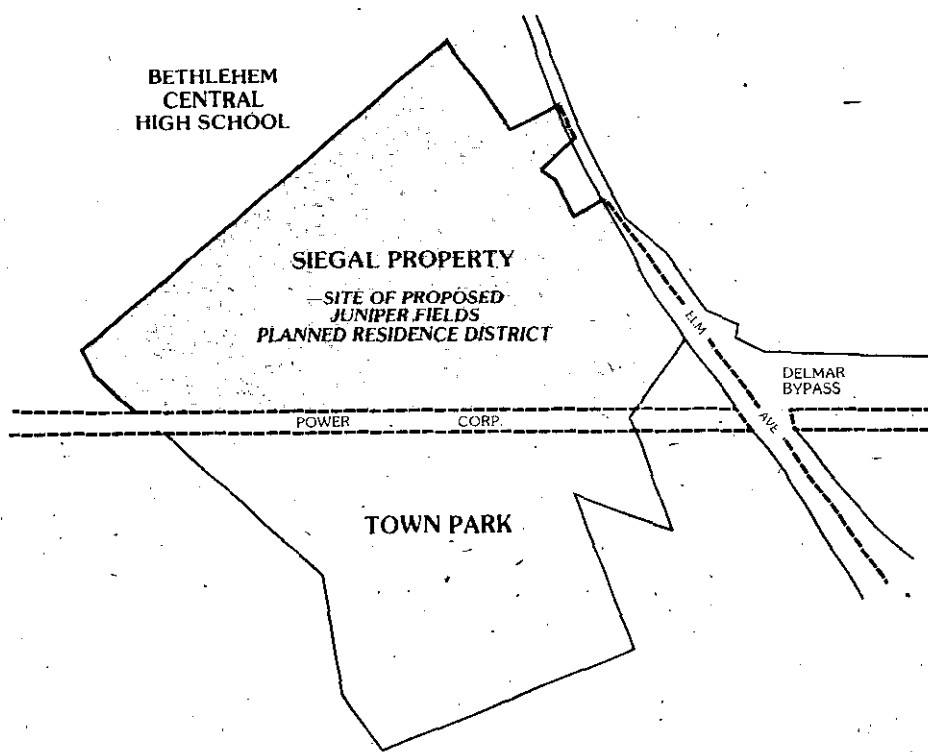 BETHLEHEM
CENTRAL
HIGH SCHOOL
SIEGAL PROPERTY
—SITE OF PROPOSED
JUNIPER FIELDS
PLANNED RESIDENCE DISTRICT
ELM AVE
DELMAR
BYPASS
POWER CORP.
TOWN PARK